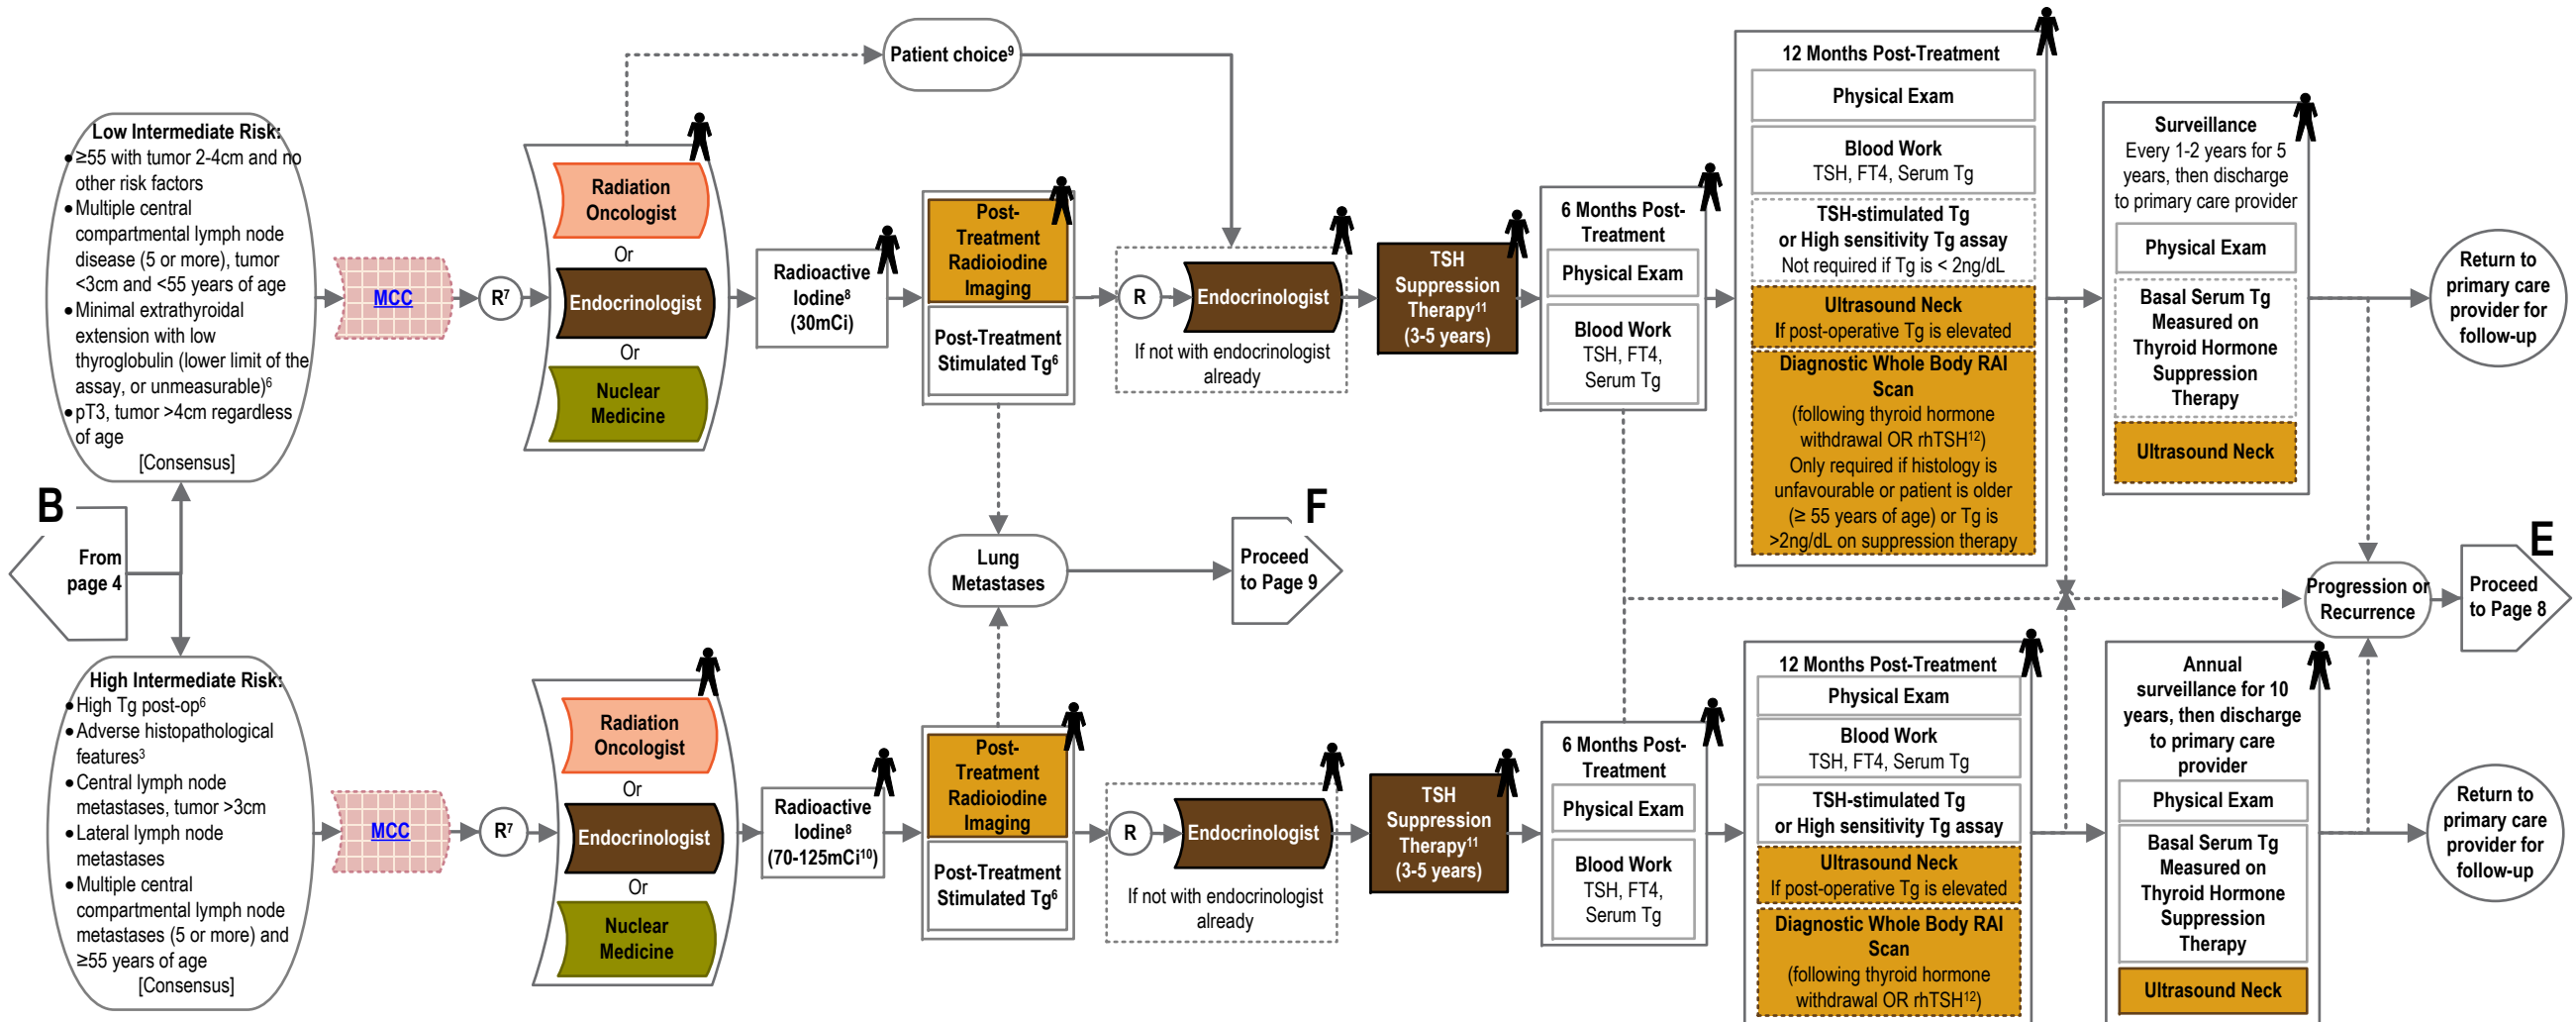 B
From
page 4
Low Intermediate Risk:
•≥55 with tumor 2-4cm and no
other risk factors
•Multiple central
compartmental lymph node
disease (5 or more), tumor
<3cm and <55 years of age
•Minimal extrathyroidal
extension with low
thyroglobulin (lower limit of the
assay, or unmeasurable)⁶
•pT3, tumor >4cm regardless
of age
[Consensus]
MCC
R⁷
Radiation
Oncologist
Or
Endocrinologist
Or
Nuclear
Medicine
Patient choice⁹
Radioactive
Iodine⁸
(30mCi)
Post-
Treatment
Radioiodine
Imaging
Post-Treatment
Stimulated Tg⁶
R
Endocrinologist
If not with endocrinologist
already
TSH
Suppression
Therapy¹¹
(3-5 years)
6 Months Post-
Treatment
Physical Exam
Blood Work
TSH, FT4,
Serum Tg
12 Months Post-Treatment
Physical Exam
Blood Work
TSH, FT4, Serum Tg
TSH-stimulated Tg
or High sensitivity Tg assay
Not required if Tg is < 2ng/dL
Ultrasound Neck
If post-operative Tg is elevated
Diagnostic Whole Body RAI
Scan
(following thyroid hormone
withdrawal OR rhTSH¹²)
Only required if histology is
unfavourable or patient is older
(≥ 55 years of age) or Tg is
>2ng/dL on suppression therapy
Surveillance
Every 1-2 years for 5
years, then discharge
to primary care provider
Physical Exam
Basal Serum Tg
Measured on
Thyroid Hormone
Suppression
Therapy
Ultrasound Neck
Return to
primary care
provider for
follow-up
Lung
Metastases
F
Proceed
to Page 9
Progression or
Recurrence
E
Proceed
to Page 8
High Intermediate Risk:
•High Tg post-op⁶
•Adverse histopathological
features³
•Central lymph node
metastases, tumor >3cm
•Lateral lymph node
metastases
•Multiple central
compartmental lymph node
metastases (5 or more) and
≥55 years of age
[Consensus]
MCC
R⁷
Radiation
Oncologist
Or
Endocrinologist
Or
Nuclear
Medicine
Radioactive
Iodine⁸
(70-125mCi¹⁰)
Post-
Treatment
Radioiodine
Imaging
Post-Treatment
Stimulated Tg⁶
R
Endocrinologist
If not with endocrinologist
already
TSH
Suppression
Therapy¹¹
(3-5 years)
6 Months Post-
Treatment
Physical Exam
Blood Work
TSH, FT4,
Serum Tg
12 Months Post-Treatment
Physical Exam
Blood Work
TSH, FT4, Serum Tg
TSH-stimulated Tg
or High sensitivity Tg assay
Ultrasound Neck
If post-operative Tg is elevated
Diagnostic Whole Body RAI
Scan
(following thyroid hormone
withdrawal OR rhTSH¹²)
Annual
surveillance for 10
years, then discharge
to primary care
provider
Physical Exam
Basal Serum Tg
Measured on
Thyroid Hormone
Suppression
Therapy
Ultrasound Neck
Return to
primary care
provider for
follow-up